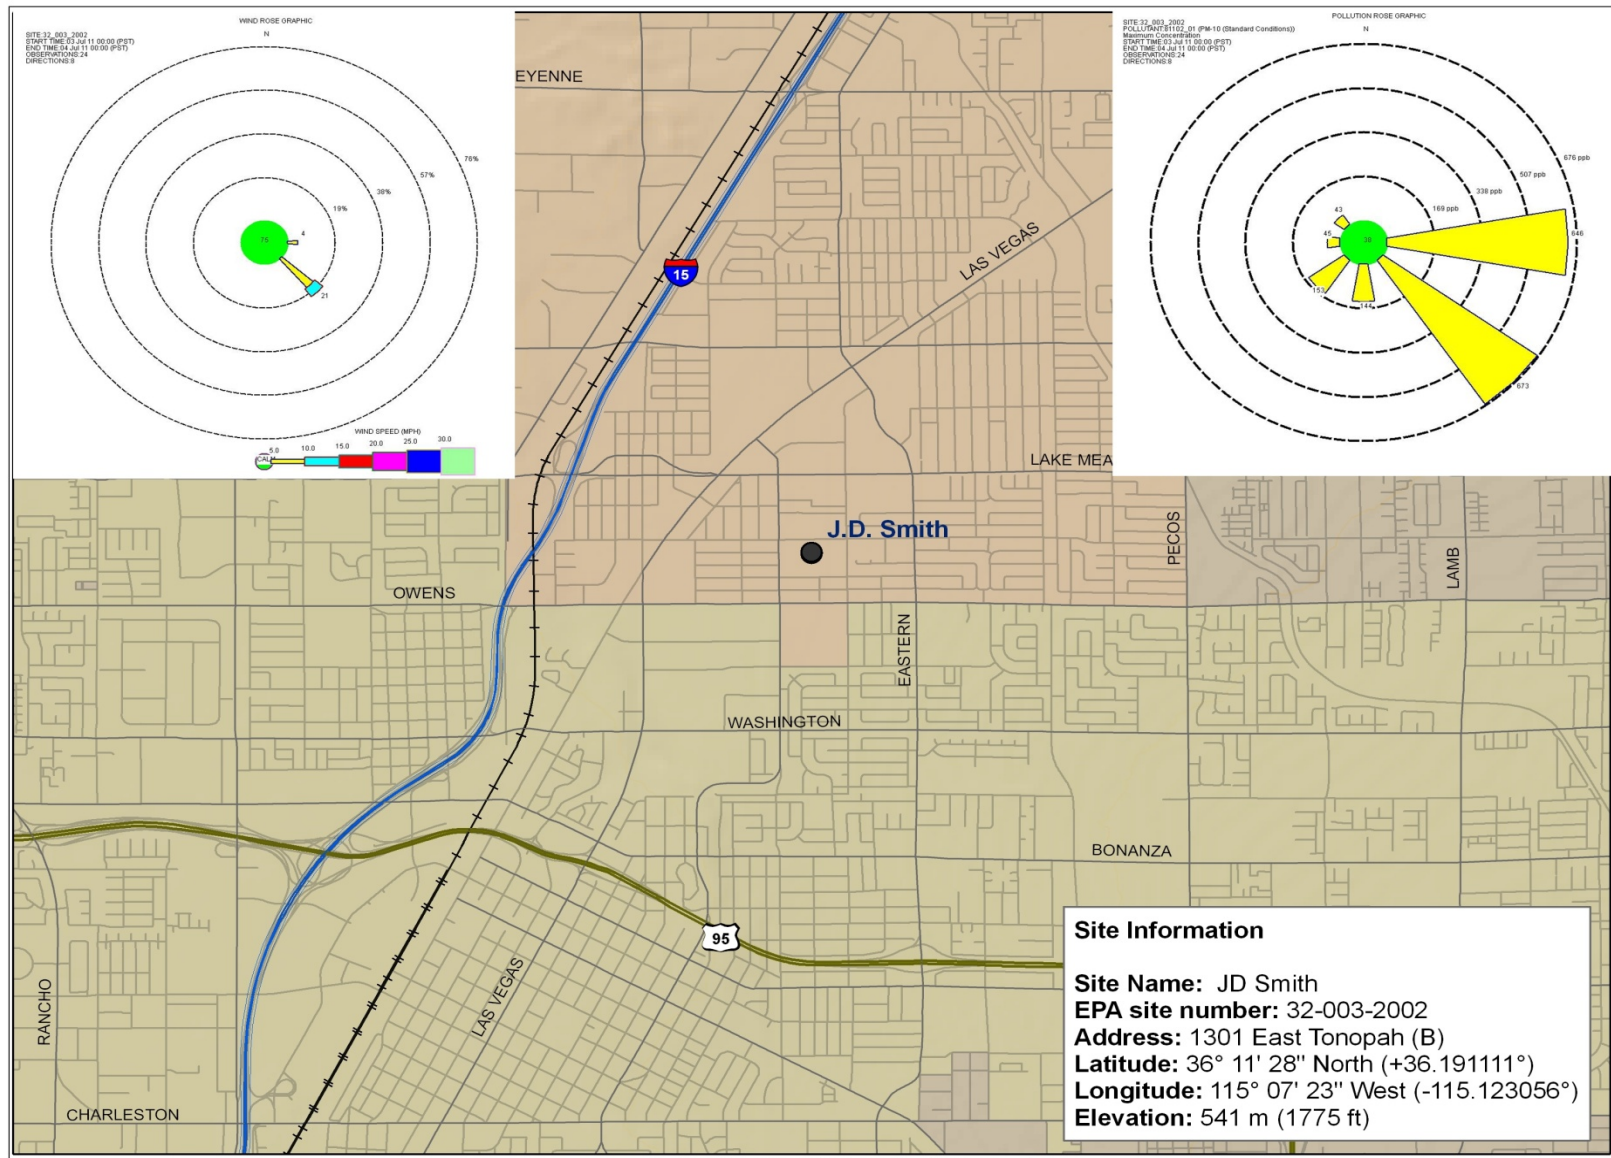 WIND ROSE GRAPHIC
N
SITE:32_003_2002
START TIME:03 Jul 11 00:00 (PST)
END TIME:04 Jul 11 00:00 (PST)
OBSERVATIONS:24
DIRECTIONS:8
76%
57%
38%
19%
4
75
21
WIND SPEED (MPH)
5.0 10.0 15.0 20.0 25.0 30.0
CALM
POLLUTION ROSE GRAPHIC
N
SITE:32_003_2002
POLLUTANT:81102_01 (PM-10 (Standard Conditions))
Maximum Concentration
START TIME:03 Jul 11 00:00 (PST)
END TIME:04 Jul 11 00:00 (PST)
OBSERVATIONS:24
DIRECTIONS:8
676 ppb
507 ppb
338 ppb
169 ppb
43
45
38
646
153
144
673
EYENNE
LAS VEGAS
15
LAKE MEA
J.D. Smith
PECOS
LAMB
OWENS
EASTERN
WASHINGTON
BONANZA
95
LAS VEGAS
RANCHO
CHARLESTON
Site Information
Site Name: JD Smith
EPA site number: 32-003-2002
Address: 1301 East Tonopah (B)
Latitude: 36° 11' 28" North (+36.191111°)
Longitude: 115° 07' 23" West (-115.123056°)
Elevation: 541 m (1775 ft)